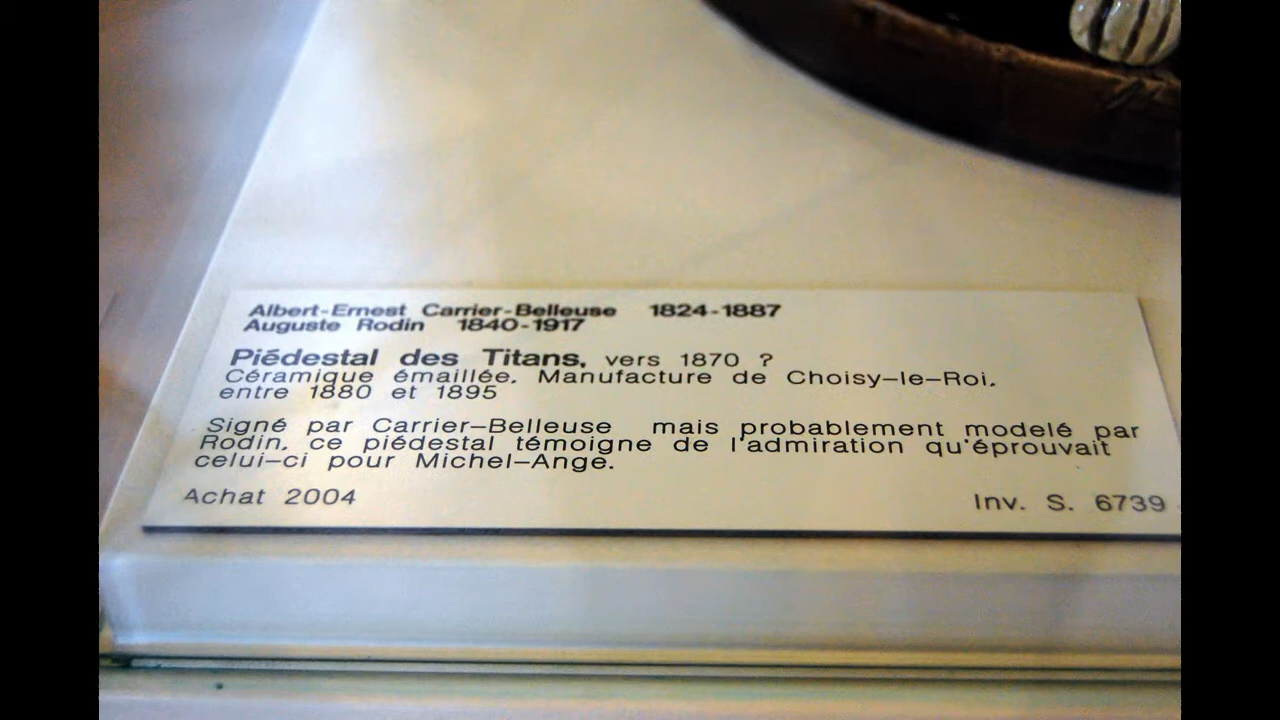 Albert-Ernest Carrier-Belleuse 1824-1887
Auguste Rodin 1840-1917
Piédestal des Titans, vers 1870 ?
Céramique émaillée. Manufacture de Choisy-le-Roi.
entre 1880 et 1895
Signé par Carrier-Belleuse mais probablement modelé par
Rodin, ce piédestal témoigne de l'admiration qu'éprouvait
celui-ci pour Michel-Ange.
Achat 2004 Inv. S. 6739